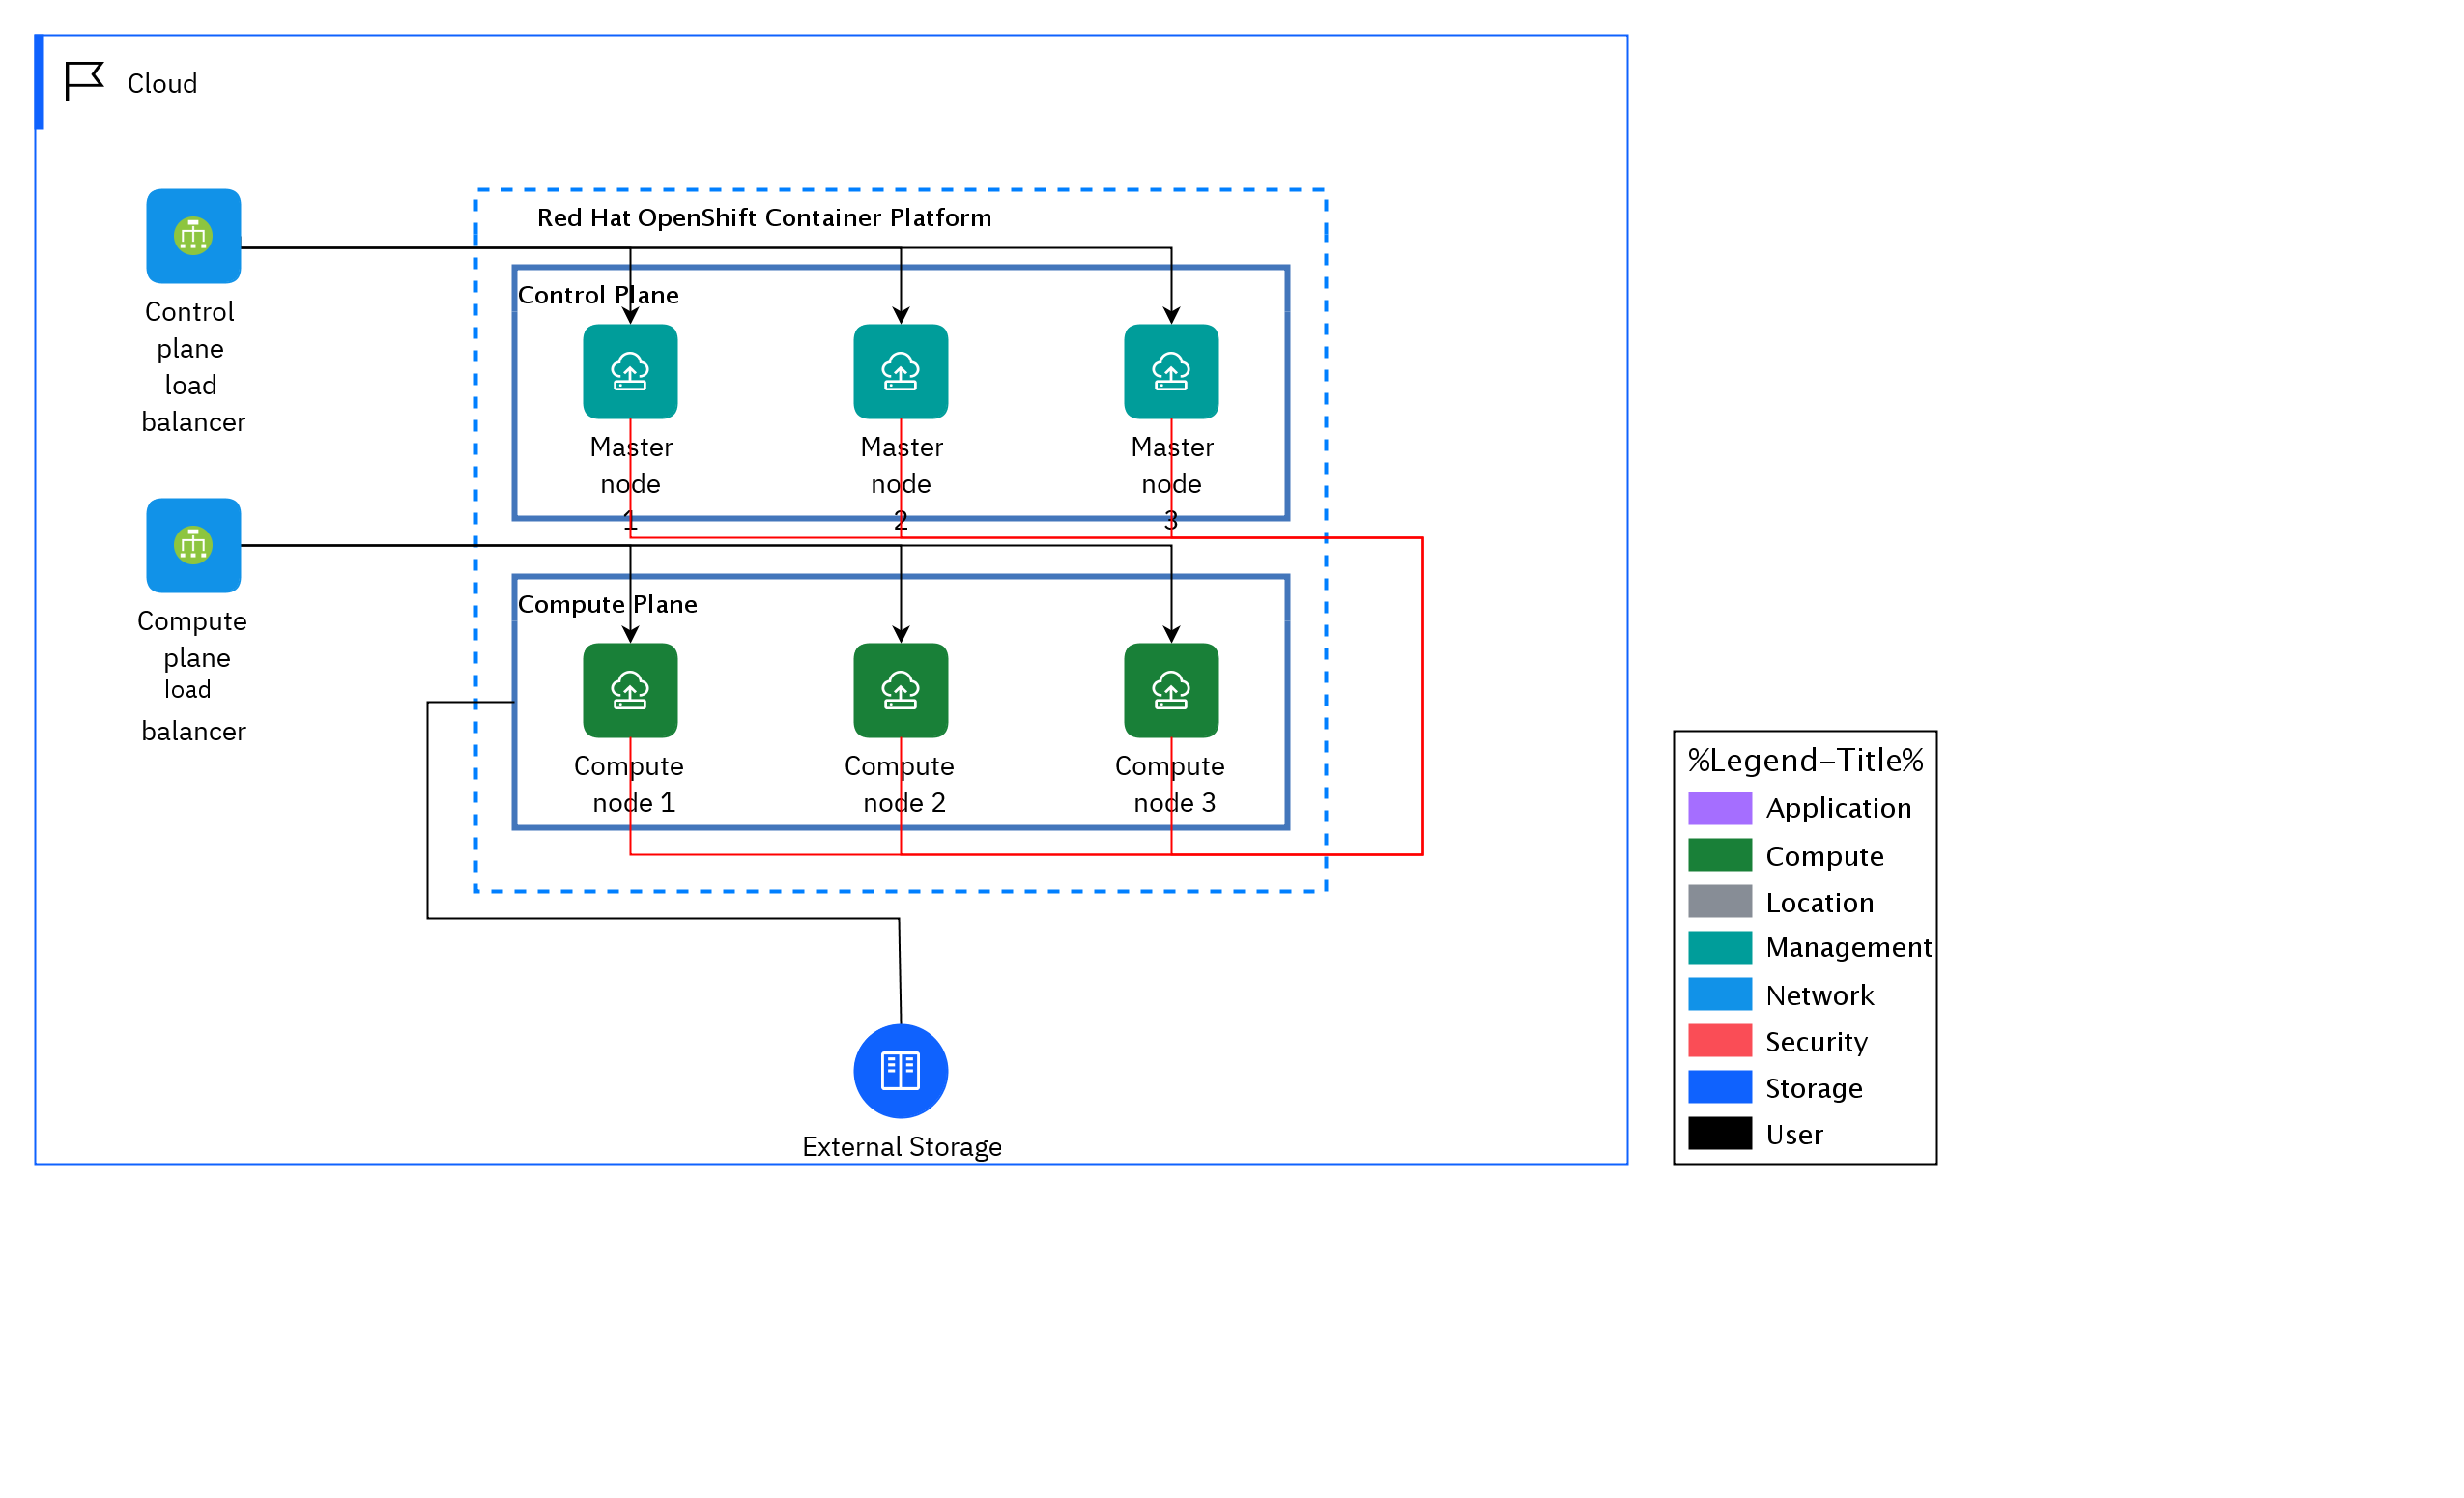 Cloud
Red Hat OpenShift Container Platform
Control
plane
load
balancer
Control Plane
Master
node
1
Master
node
2
Master
node
3
Compute
plane
load
balancer
Compute Plane
Compute
node 1
Compute
node 2
Compute
node 3
External Storage
%Legend-Title%
Application
Compute
Location
Management
Network
Security
Storage
User